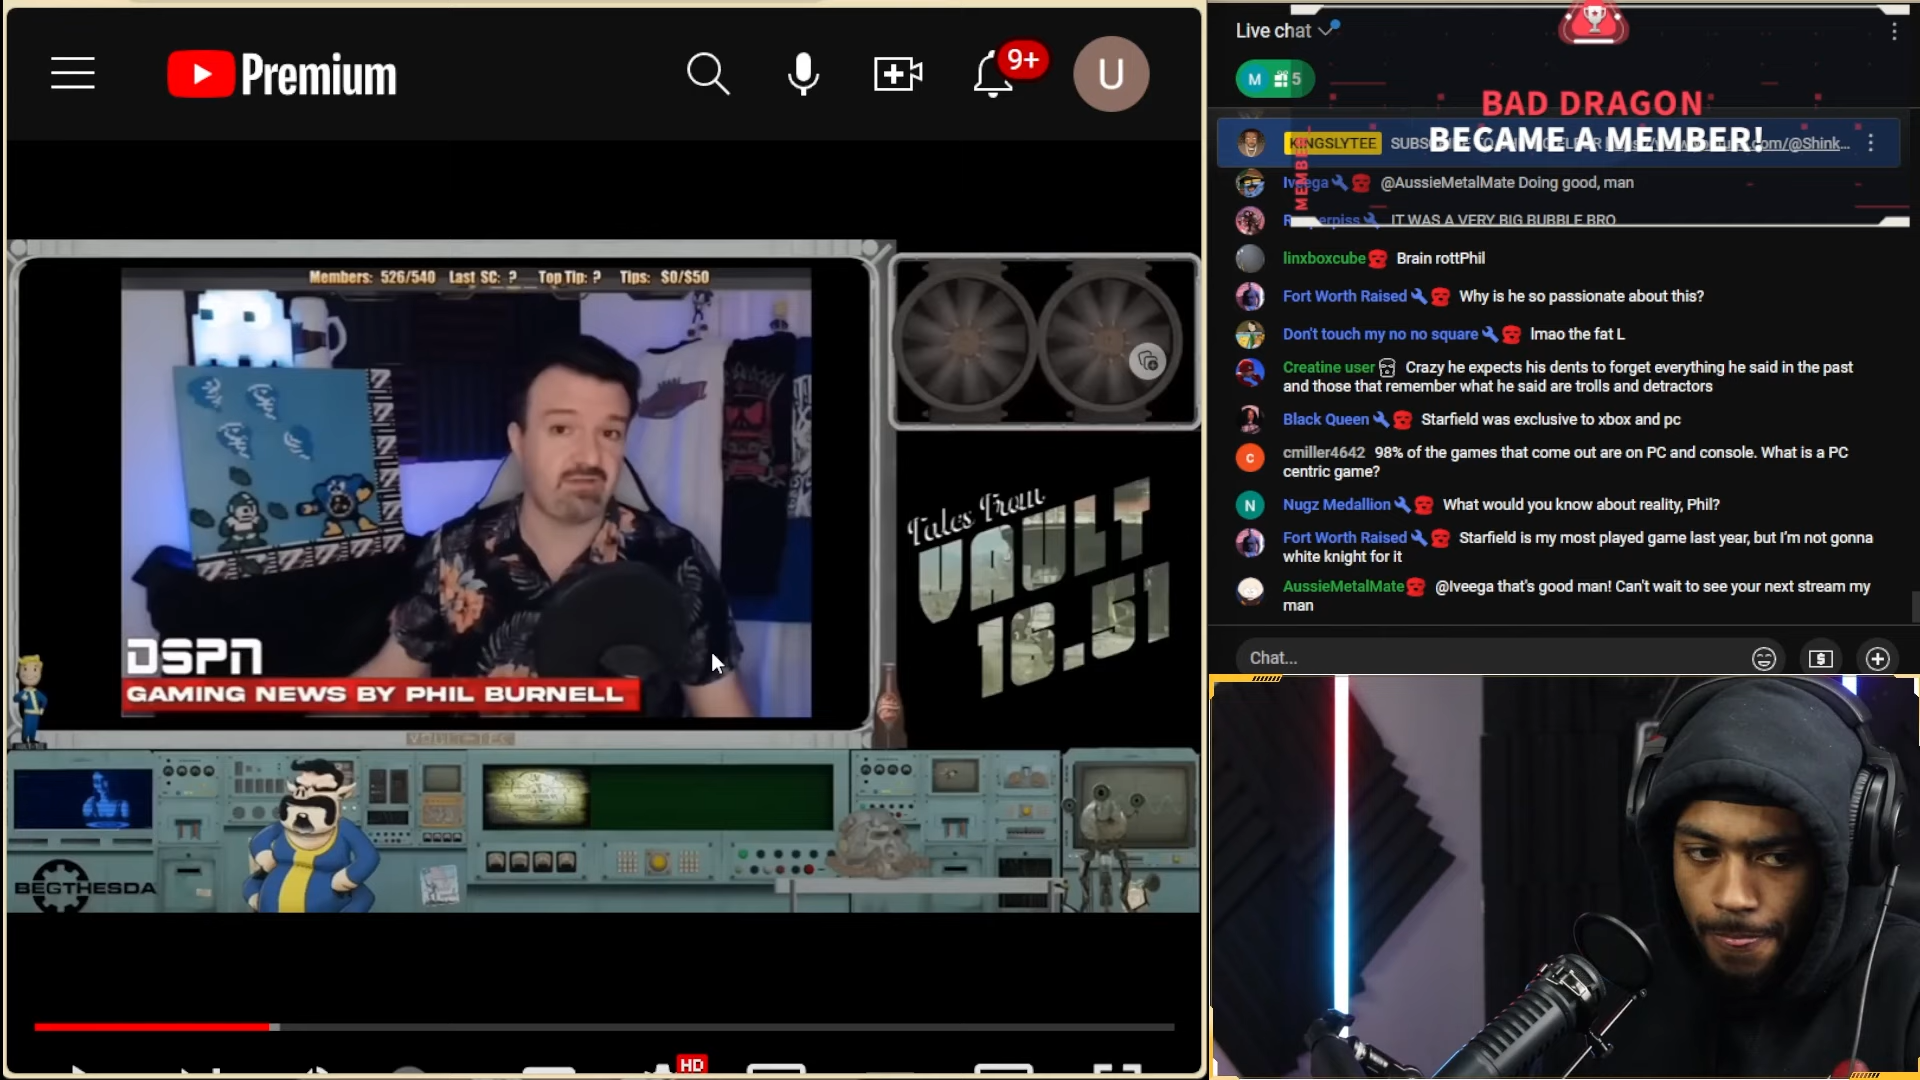 Premium
9+
U
Members: 526/540 Last SC: ? Top Tip: ? Tips: $0/$50
DSPN
GAMING NEWS BY PHIL BURNELL
Tales From
VAULT
16.51
VAULT-TEC
BEGTHESDA
HD
Live chat
M 5
BAD DRAGON
BECAME A MEMBER!
MEMBER
KINGSLYTEE
.com/@Shink...
Iveega @AussieMetalMate Doing good, man
IT WAS A VERY BIG BUBBLE BRO
linxboxcube Brain rottPhil
Fort Worth Raised Why is he so passionate about this?
Don't touch my no no square lmao the fat L
Creatine user Crazy he expects his dents to forget everything he said in the past
and those that remember what he said are trolls and detractors
Black Queen Starfield was exclusive to xbox and pc
C cmiller4642 98% of the games that come out are on PC and console. What is a PC
centric game?
N Nugz Medallion What would you know about reality, Phil?
Fort Worth Raised Starfield is my most played game last year, but I'm not gonna
white knight for it
AussieMetalMate @Iveega that's good man! Can't wait to see your next stream my
man
Chat...